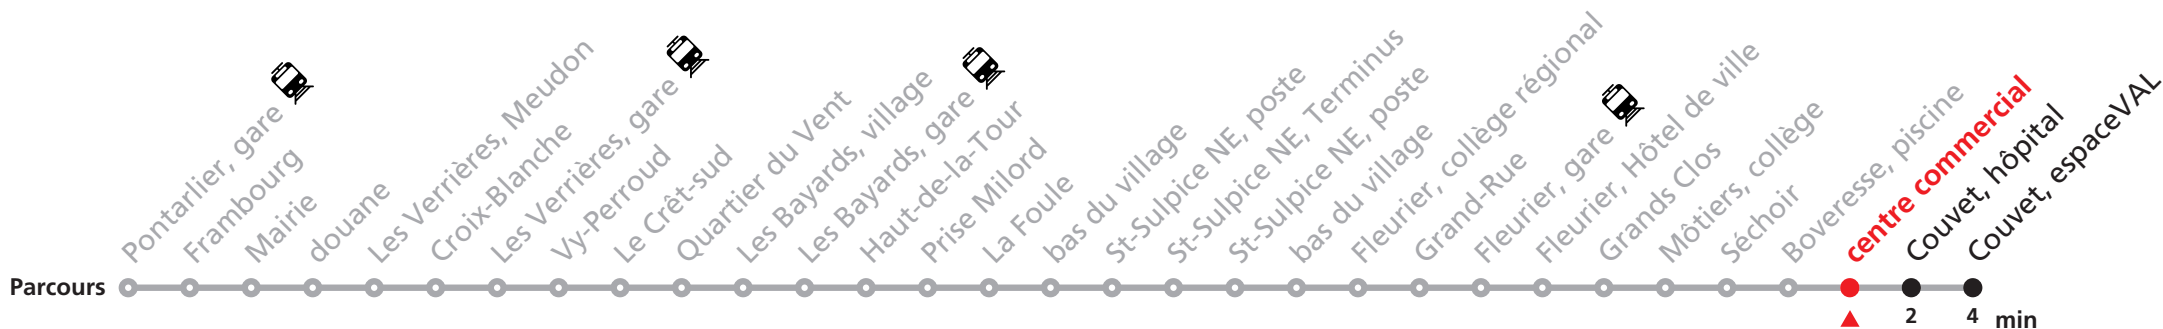 Pontarlier, gare
Frambourg
Mairie
douane
Les Verrières, Meudon
Croix-Blanche
Les Verrières, gare
Vy-Perroud
Le Crêt-sud
Quartier du Vent
Les Bayards, village
Les Bayards, gare
Haut-de-la-Tour
Prise Milord
La Foule
bas du village
St-Sulpice NE, poste
St-Sulpice NE, Terminus
St-Sulpice NE, poste
bas du village
Fleurier, collège régional
Grand-Rue
Fleurier, gare
Fleurier, Hôtel de ville
Grands Clos
Môtiers, collège
Séchoir
Boveresse, piscine
centre commercial
Couvet, hôpital
Couvet, espaceVAL
Parcours
2 4 min